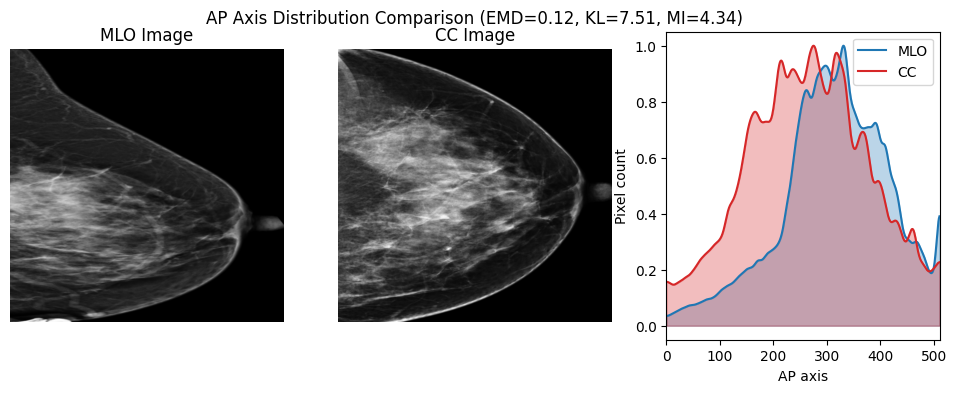 AP Axis Distribution Comparison (EMD=0.12, KL=7.51, MI=4.34)
MLO Image
CC Image
MLO
CC
Pixel count
1.0
0.8
0.6
0.4
0.2
0.0
0 100 200 300 400 500
AP axis